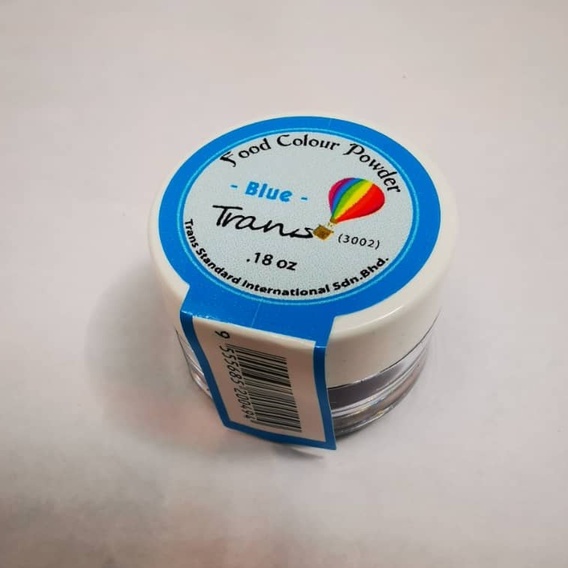 Food Colour Powder
- Blue -
Trans
(3002)
.18 oz
Trans Standard International Sdn.Bhd.